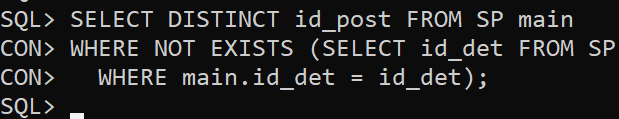 SQL> SELECT DISTINCT id_post FROM SP main
CON> WHERE NOT EXISTS (SELECT id_det FROM SP
CON>   WHERE main.id_det = id_det);
SQL>